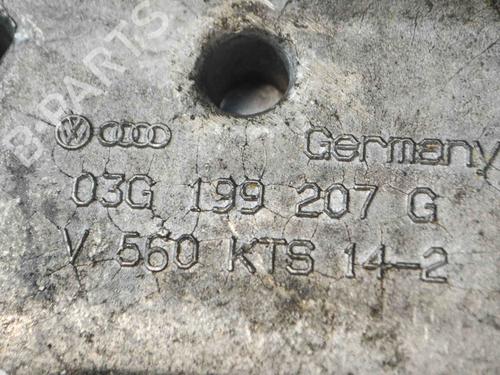 Germany
03G 199 207 G
V 560 KTS 14-2
B-PARTS